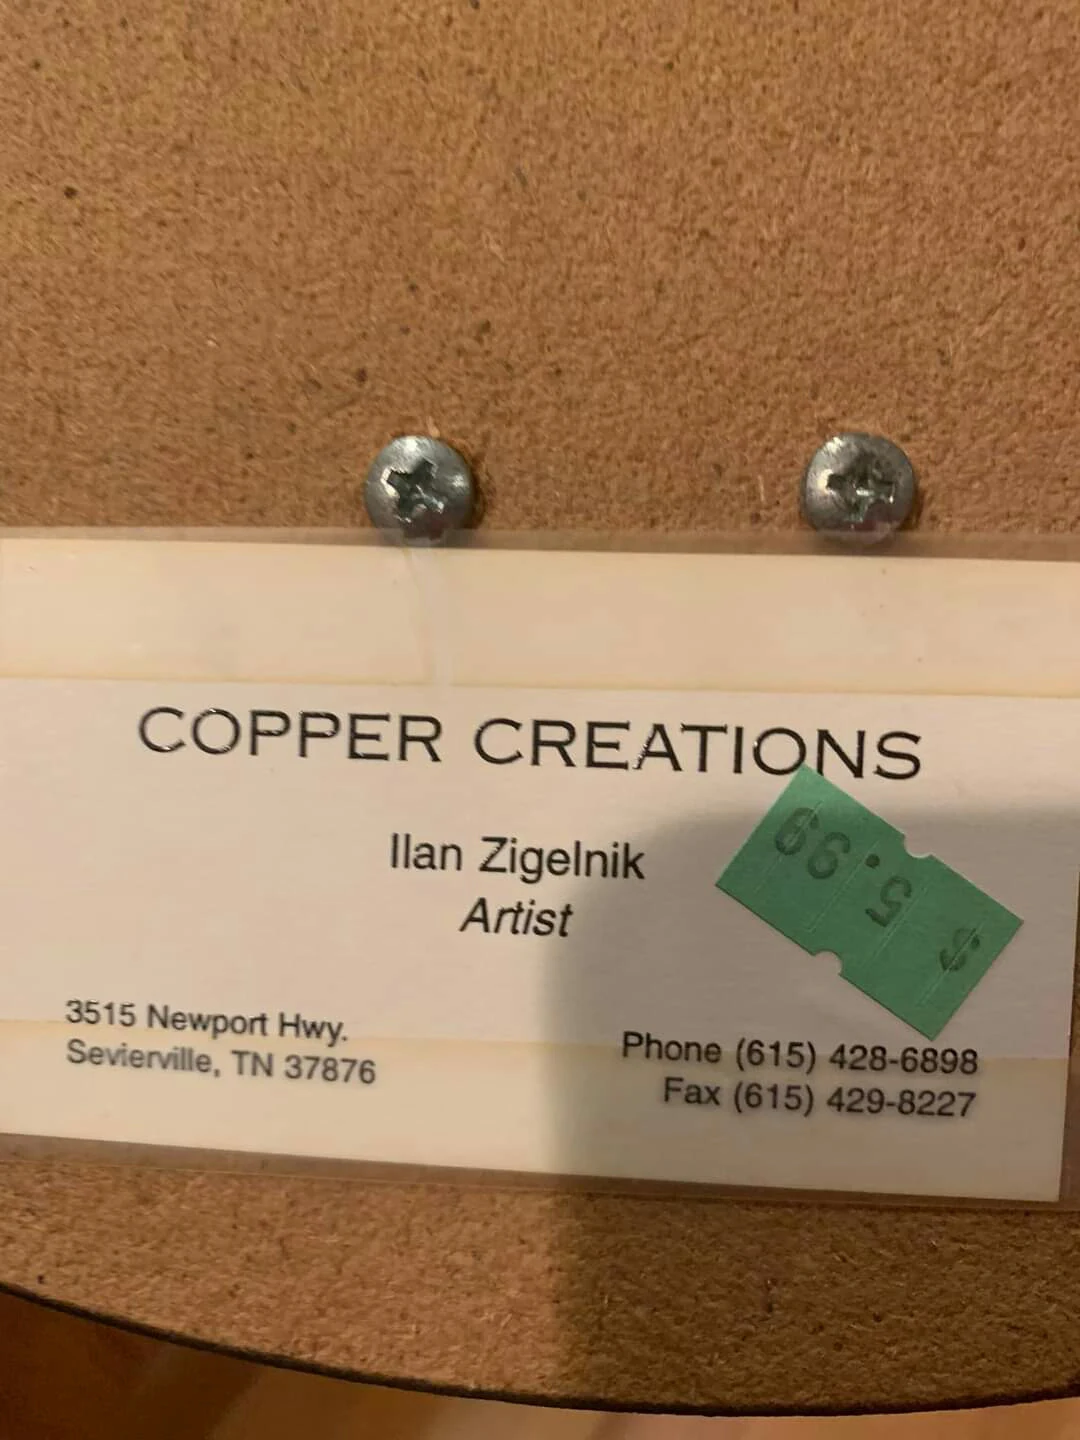 COPPER CREATIONS
Ilan Zigelnik
Artist
$ 5.99
3515 Newport Hwy.
Sevierville, TN 37876
Phone (615) 428-6898
Fax (615) 429-8227